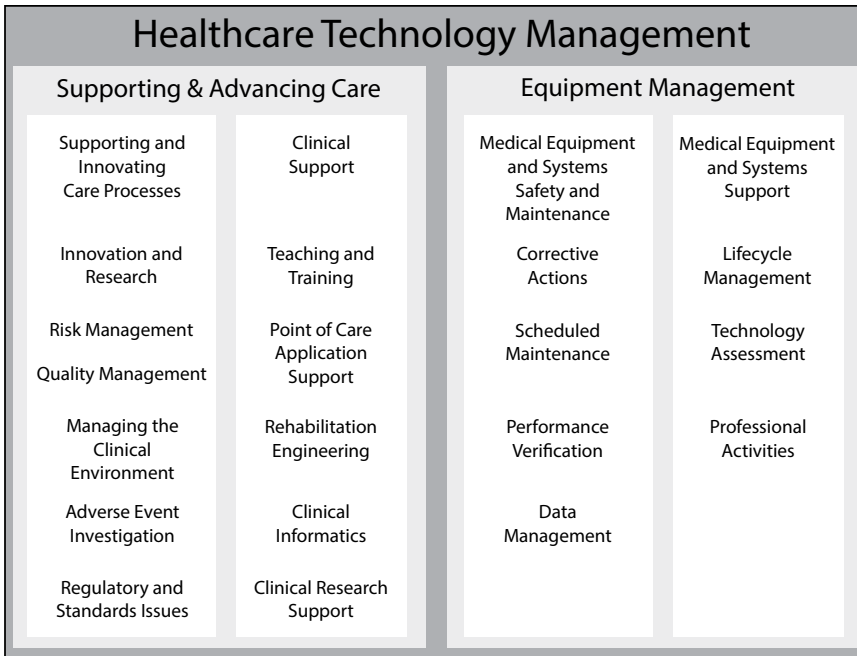 Healthcare Technology Management
Supporting & Advancing Care
Supporting and
Innovating
Care Processes
Innovation and
Research
Risk Management
Quality Management
Managing the
Clinical
Environment
Adverse Event
Investigation
Regulatory and
Standards Issues
Clinical
Support
Teaching and
Training
Point of Care
Application
Support
Rehabilitation
Engineering
Clinical
Informatics
Clinical Research
Support
Equipment Management
Medical Equipment
and Systems
Safety and
Maintenance
Corrective
Actions
Scheduled
Maintenance
Performance
Verification
Data
Management
Medical Equipment
and Systems
Support
Lifecycle
Management
Technology
Assessment
Professional
Activities